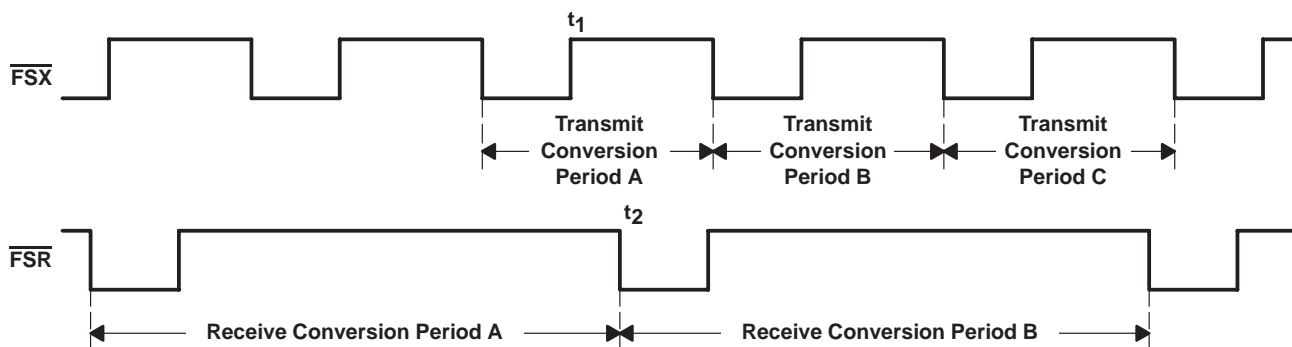 t1
FSX
Transmit Conversion Period A
Transmit Conversion Period B
Transmit Conversion Period C
t2
FSR
Receive Conversion Period A
Receive Conversion Period B